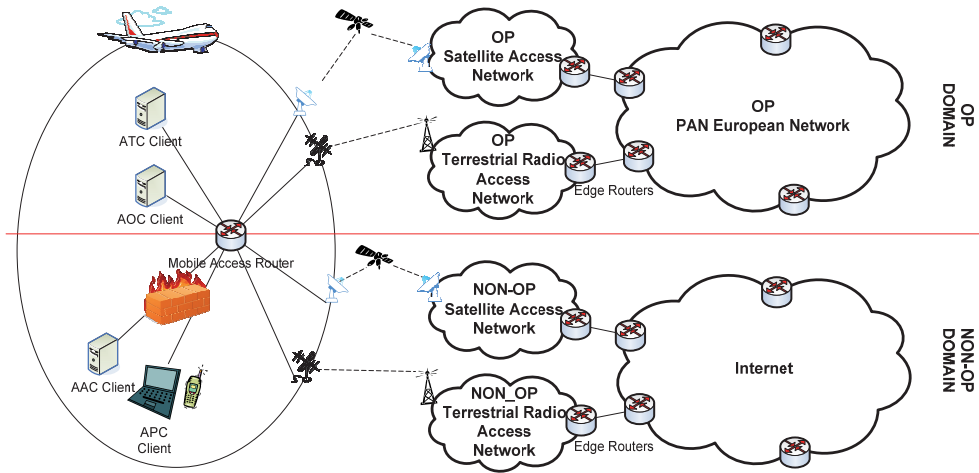 ATC Client
AOC Client
Mobile Access Router
AAC Client
APC
Client
OP
Satellite Access
Network
OP
Terrestrial Radio
Access
Network
Edge Routers
OP
PAN European Network
OP
DOMAIN
NON-OP
Satellite Access
Network
NON_OP
Terrestrial Radio
Access
Network
Edge Routers
Internet
NON-OP
DOMAIN